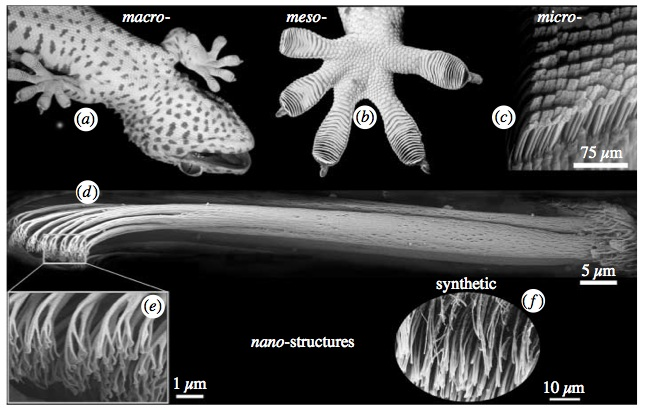 macro-
meso-
micro-
(a)
(b)
(c)
75 µm
(d)
5 µm
synthetic
(e)
(f)
nano-structures
1 µm
10 µm